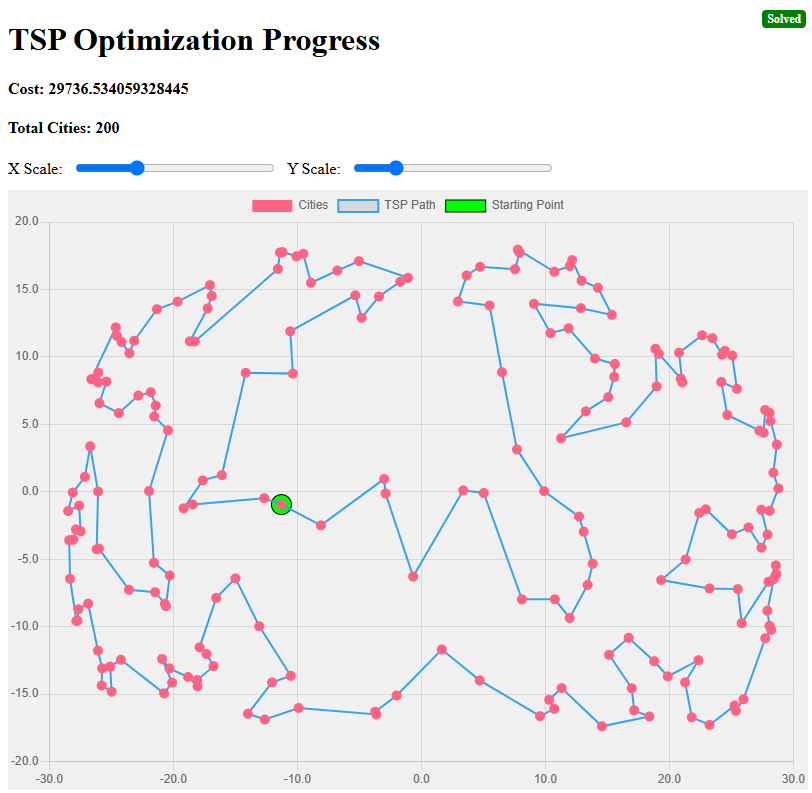 Solved
TSP Optimization Progress
Cost: 29736.534059328445
Total Cities: 200
X Scale: Y Scale:
Cities TSP Path Starting Point
20.0
15.0
10.0
5.0
0.0
-5.0
-10.0
-15.0
-20.0
-30.0 -20.0 -10.0 0.0 10.0 20.0 30.0